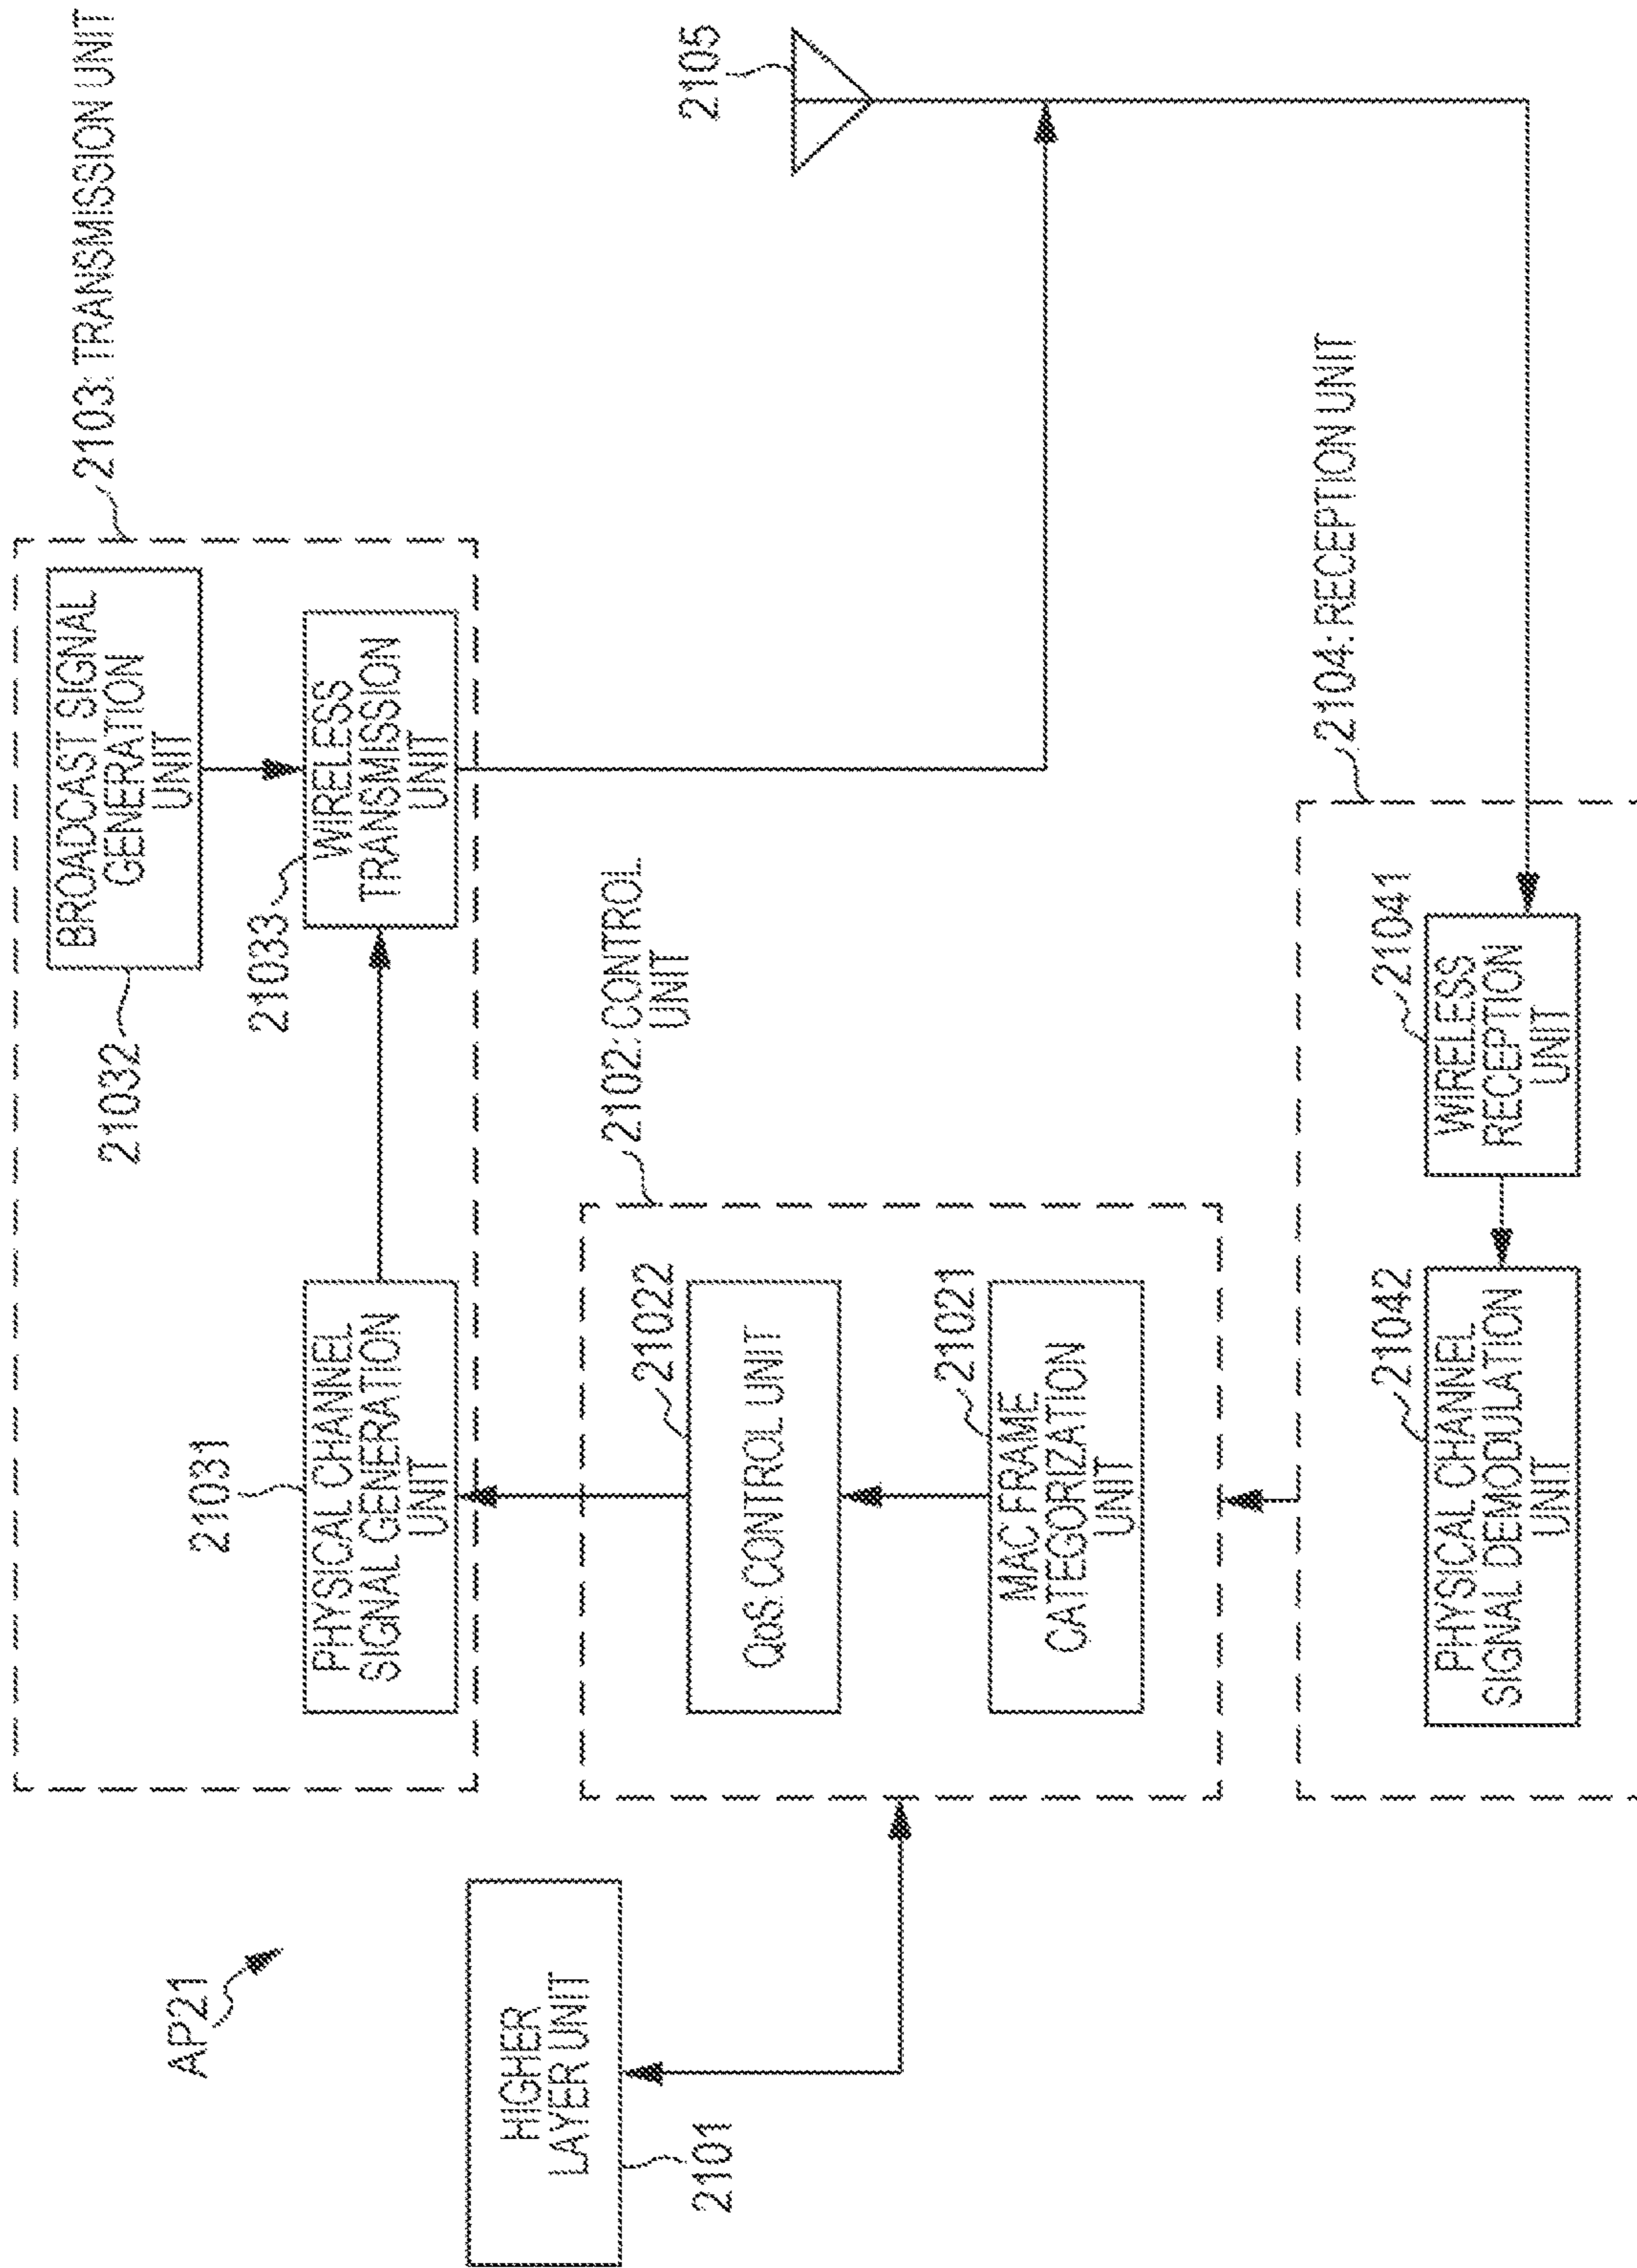 AP21
2103: TRANSMISSION UNIT
21032
BROADCAST SIGNAL
GENERATION
UNIT
21031
PHYSICAL CHANNEL
SIGNAL GENERATION
UNIT
21033
WIRELESS
TRANSMISSION
UNIT
HIGHER
LAYER UNIT
2101
2102: CONTROL
UNIT
21022
QoS CONTROL UNIT
21021
MAC FRAME
CATEGORIZATION
UNIT
2105
2104: RECEPTION UNIT
21042
PHYSICAL CHANNEL
SIGNAL DEMODULATION
UNIT
21041
WIRELESS
RECEPTION
UNIT